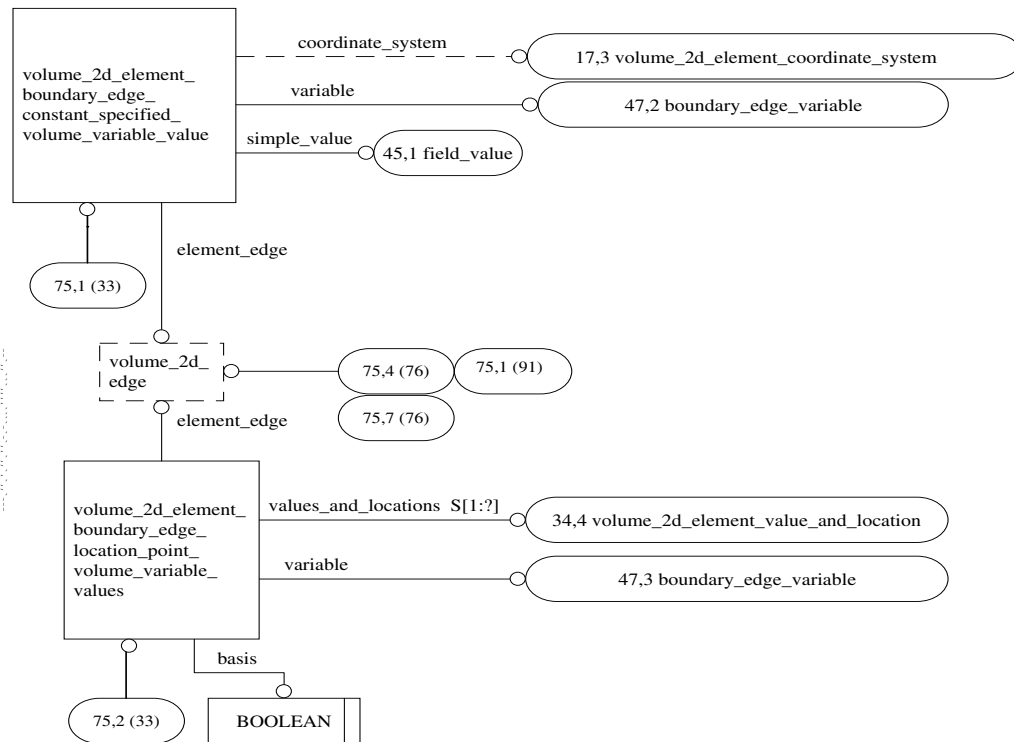 coordinate_system
17,3 volume_2d_element_coordinate_system
volume_2d_element_
boundary_edge_
constant_specified_
volume_variable_value
variable
47,2 boundary_edge_variable
simple_value
45,1 field_value
element_edge
75,1 (33)
volume_2d_
edge
75,4 (76)
75,1 (91)
75,7 (76)
element_edge
volume_2d_element_
boundary_edge_
location_point_
volume_variable_
values
values_and_locations S[1:?]
34,4 volume_2d_element_value_and_location
variable
47,3 boundary_edge_variable
basis
75,2 (33)
BOOLEAN